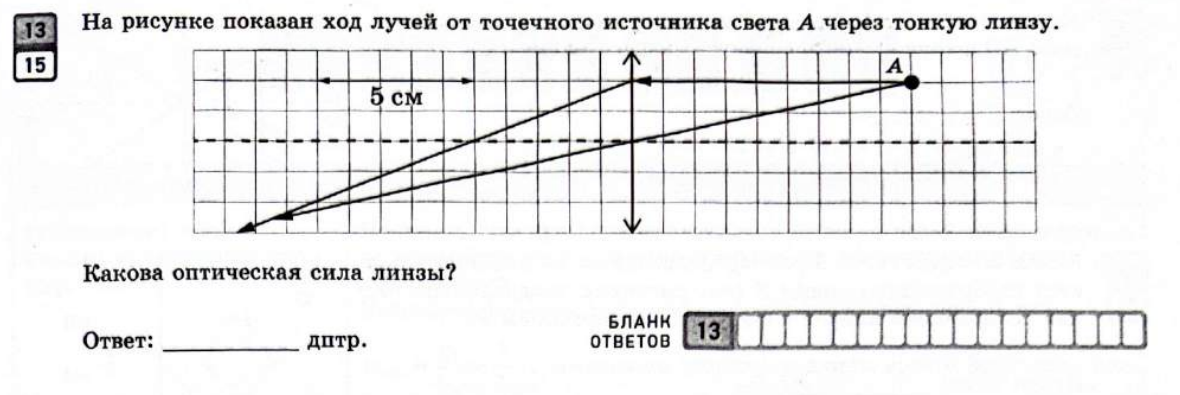 13
15
На рисунке показан ход лучей от точечного источника света A через тонкую линзу.
A
5 см
Какова оптическая сила линзы?
Ответ: __________ дптр.
БЛАНК
ОТВЕТОВ
13